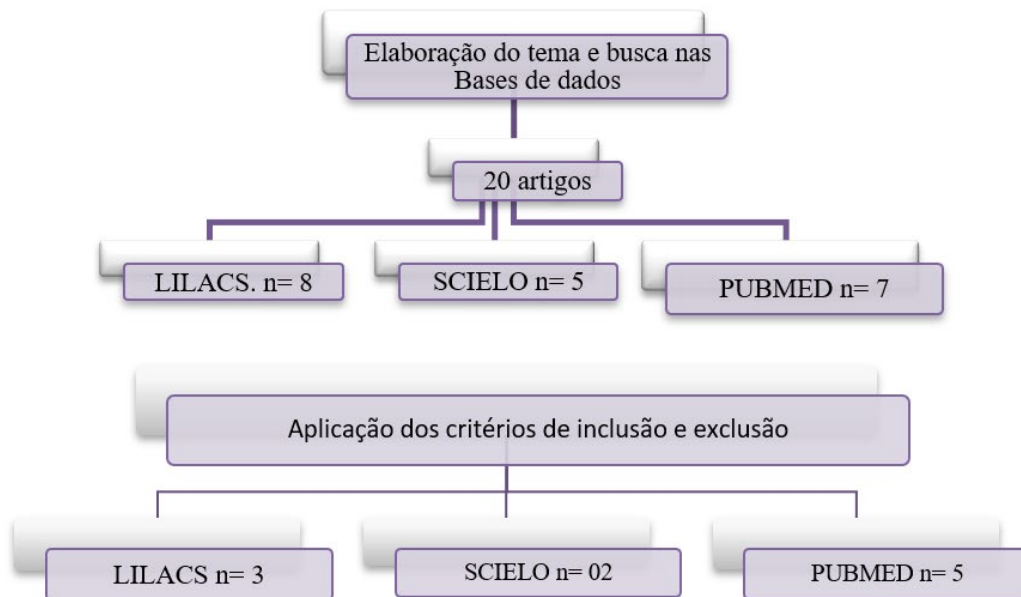 Elaboração do tema e busca nas
Bases de dados
20 artigos
LILACS. n= 8
SCIELO n= 5
PUBMED n= 7
Aplicação dos critérios de inclusão e exclusão
LILACS n= 3
SCIELO n= 02
PUBMED n= 5